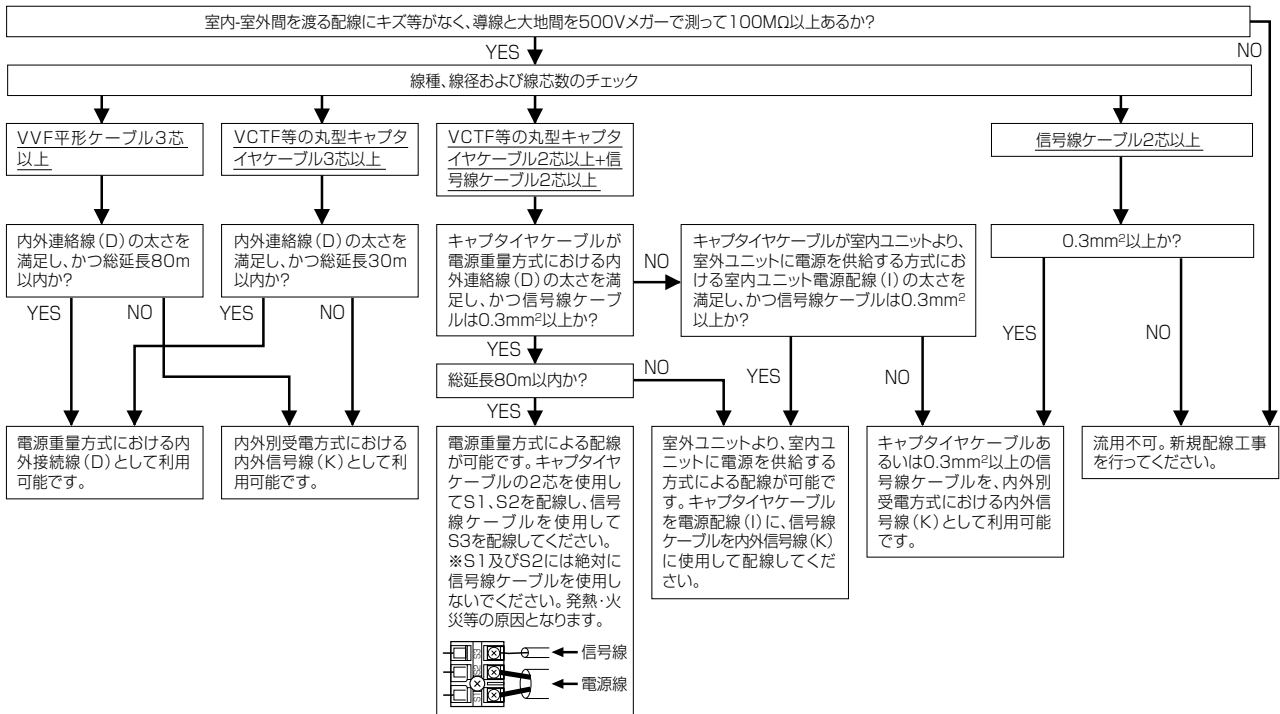 室内-室外間を渡る配線にキズ等がなく、導線と大地間を500Vメガーで測って100MΩ以上あるか?
YES
NO
線種、線径および線芯数のチェック
VVF平形ケーブル3芯
以上
VCTF等の丸型キャプタ
イヤケーブル3芯以上
VCTF等の丸型キャプタ
イヤケーブル2芯以上+信
号線ケーブル2芯以上
信号線ケーブル2芯以上
内外連絡線(D)の太さを
満足し、かつ総延長80m
以内か?
内外連絡線(D)の太さを
満足し、かつ総延長30m
以内か?
キャプタイヤケーブルが
電源重量方式における内
外連絡線(D)の太さを満
足し、かつ信号線ケーブ
ルは0.3mm²以上か?
NO
キャプタイヤケーブルが室内ユニットより、
室外ユニットに電源を供給する方式にお
ける室内ユニット電源配線(I)の太さを
満足し、かつ信号線ケーブルは0.3mm²
以上か?
0.3mm²以上か?
YES
NO
YES
NO
YES
総延長80m以内か?
NO
YES
YES
NO
YES
NO
電源重量方式における内
外接続線(D)として利用
可能です。
内外別受電方式における
内外信号線(K)として利
用可能です。
電源重量方式による配線
が可能です。キャプタイヤ
ケーブルの2芯を使用し
てS1、S2を配線し、信号
線ケーブルを使用して
S3を配線してください。
※S1及びS2には絶対に
信号線ケーブルを使用し
ないでください。発熱・火
災等の原因となります。
S3
信号線
S2
電源線
S1
室外ユニットより、室内ユ
ニットに電源を供給する
方式による配線が可能で
す。キャプタイヤケーブル
を電源配線(I)に、信号線
ケーブルを内外信号線(K)
に使用して配線してくだ
さい。
キャプタイヤケーブルあ
るいは0.3mm²以上の信
号線ケーブルを、内外別
受電方式における内外信
号線(K)として利用可能
です。
流用不可。新規配線工事
を行ってください。